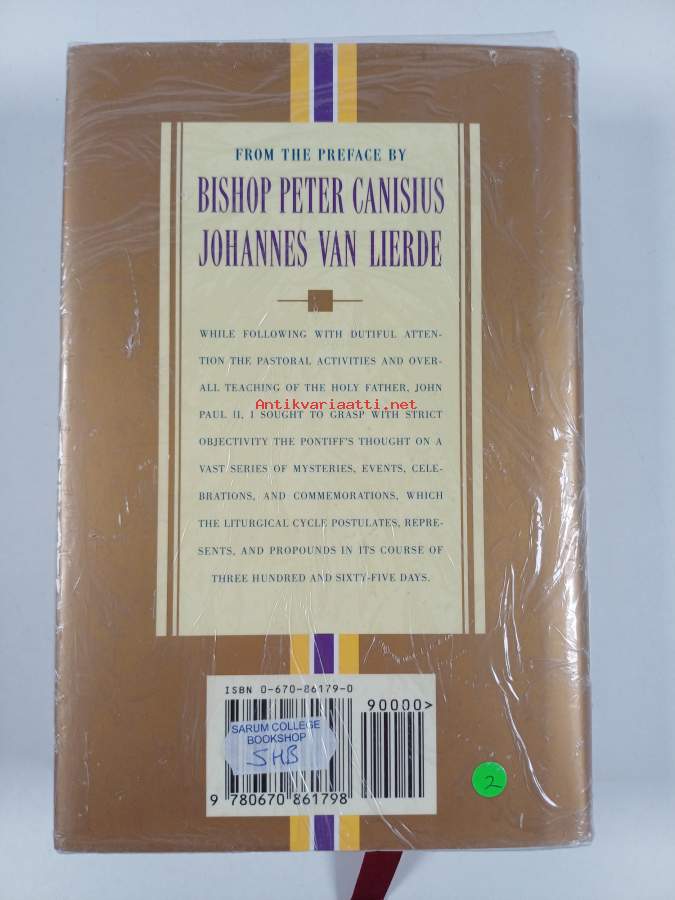 FROM THE PREFACE BY
BISHOP PETER CANISIUS
JOHANNES VAN LIERDE
WHILE FOLLOWING WITH DUTIFUL ATTEN-
TION THE PASTORAL ACTIVITIES AND OVER-
ALL TEACHING OF THE HOLY FATHER, JOHN
Antikvariaatti.net
PAUL II, I SOUGHT TO GRASP WITH STRICT
OBJECTIVITY THE PONTIFF'S THOUGHT ON A
VAST SERIES OF MYSTERIES, EVENTS, CELE-
BRATIONS, AND COMMEMORATIONS, WHICH
THE LITURGICAL CYCLE POSTULATES, REPRE-
SENTS, AND PROPOUNDS IN ITS COURSE OF
THREE HUNDRED AND SIXTY-FIVE DAYS.
ISBN 0-670-86179-0
90000>
SARUM COLLEGE
BOOKSHOP
SHB
9 780670 861798
2